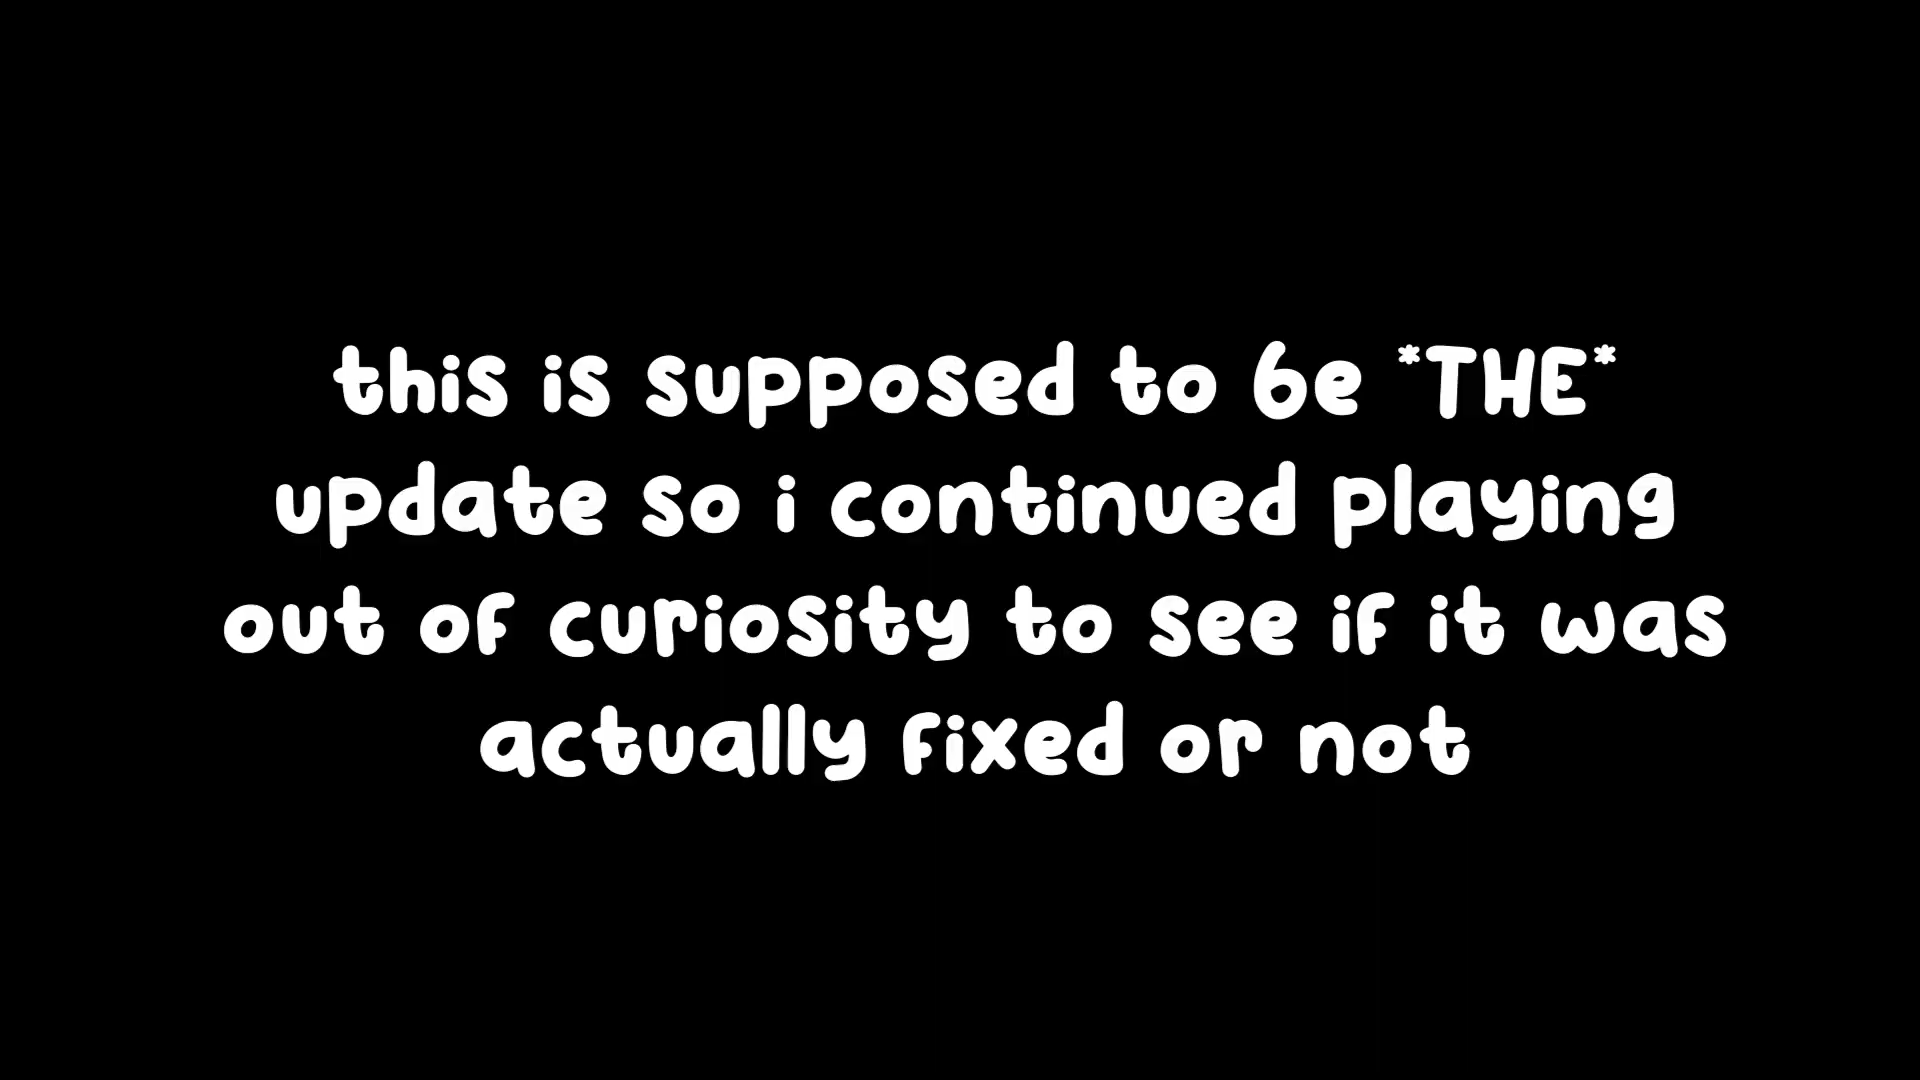 this is supposed to be *THE*
update so i continued playing
out of curiosity to see if it was
actually fixed or not